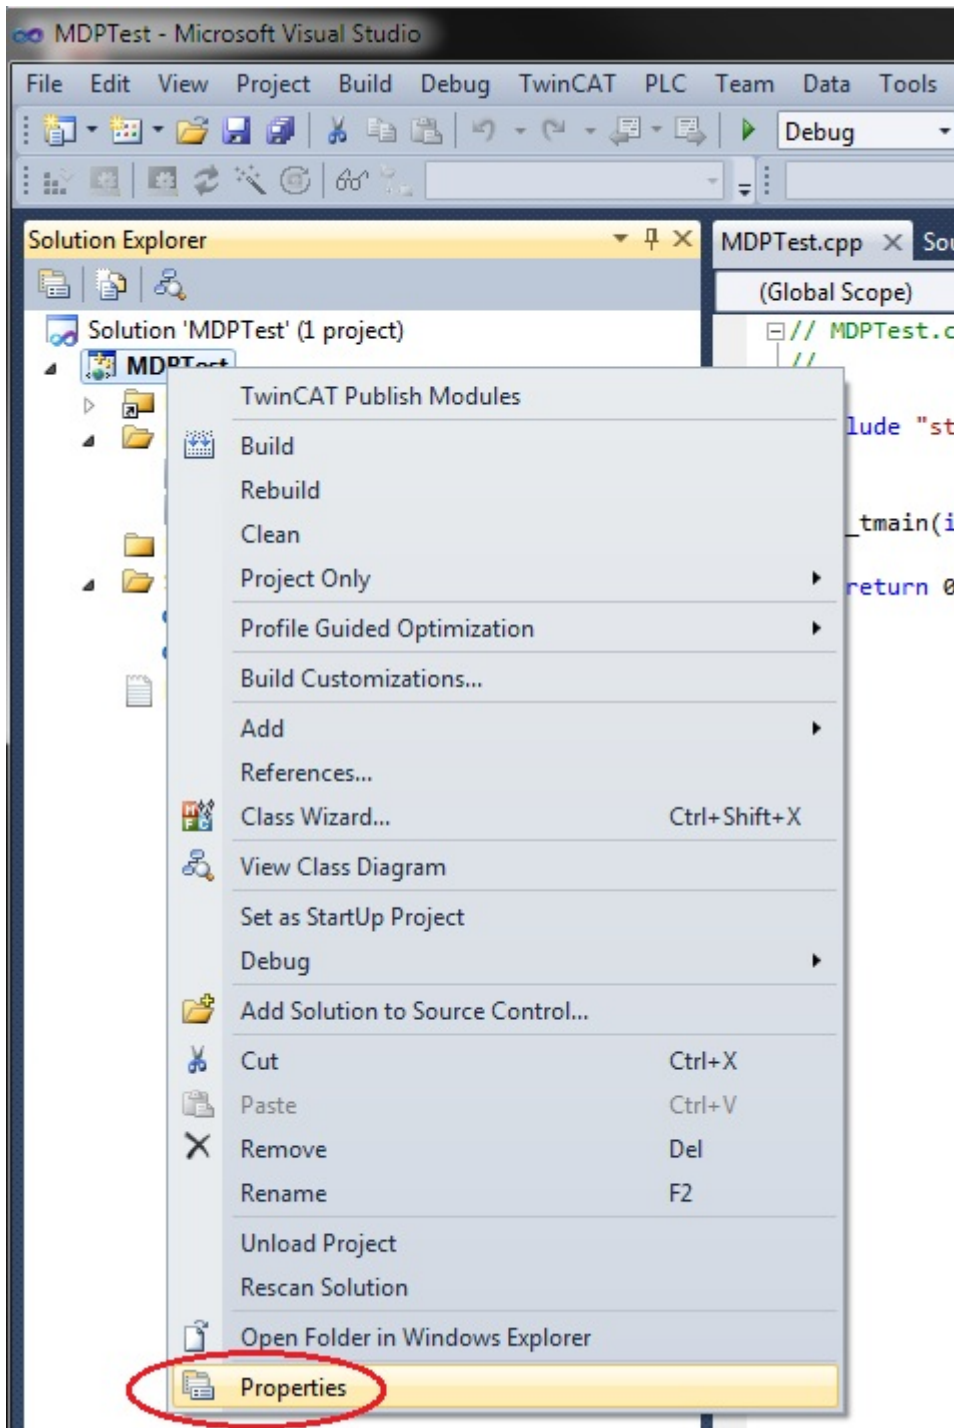 MDPTest - Microsoft Visual Studio
File Edit View Project Build Debug TwinCAT PLC Team Data Tools
Debug
Solution Explorer
MDPTest.cpp
(Global Scope)
Solution 'MDPTest' (1 project)
// MDPTest.c
MDPTest
//
TwinCAT Publish Modules
lude "st
Build
Rebuild
_tmain(i
Clean
Project Only
return 0
Profile Guided Optimization
Build Customizations...
Add
References...
Class Wizard... Ctrl+Shift+X
View Class Diagram
Set as StartUp Project
Debug
Add Solution to Source Control...
Cut Ctrl+X
Paste Ctrl+V
Remove Del
Rename F2
Unload Project
Rescan Solution
Open Folder in Windows Explorer
Properties